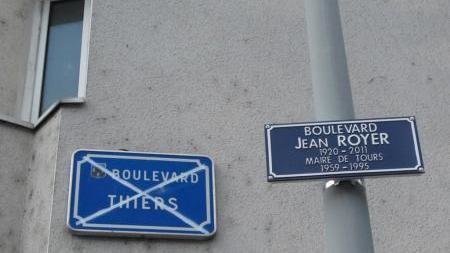 BOULEVARD
THIERS
BOULEVARD
JEAN ROYER
1920-2011
MAIRE DE TOURS
1959-1995